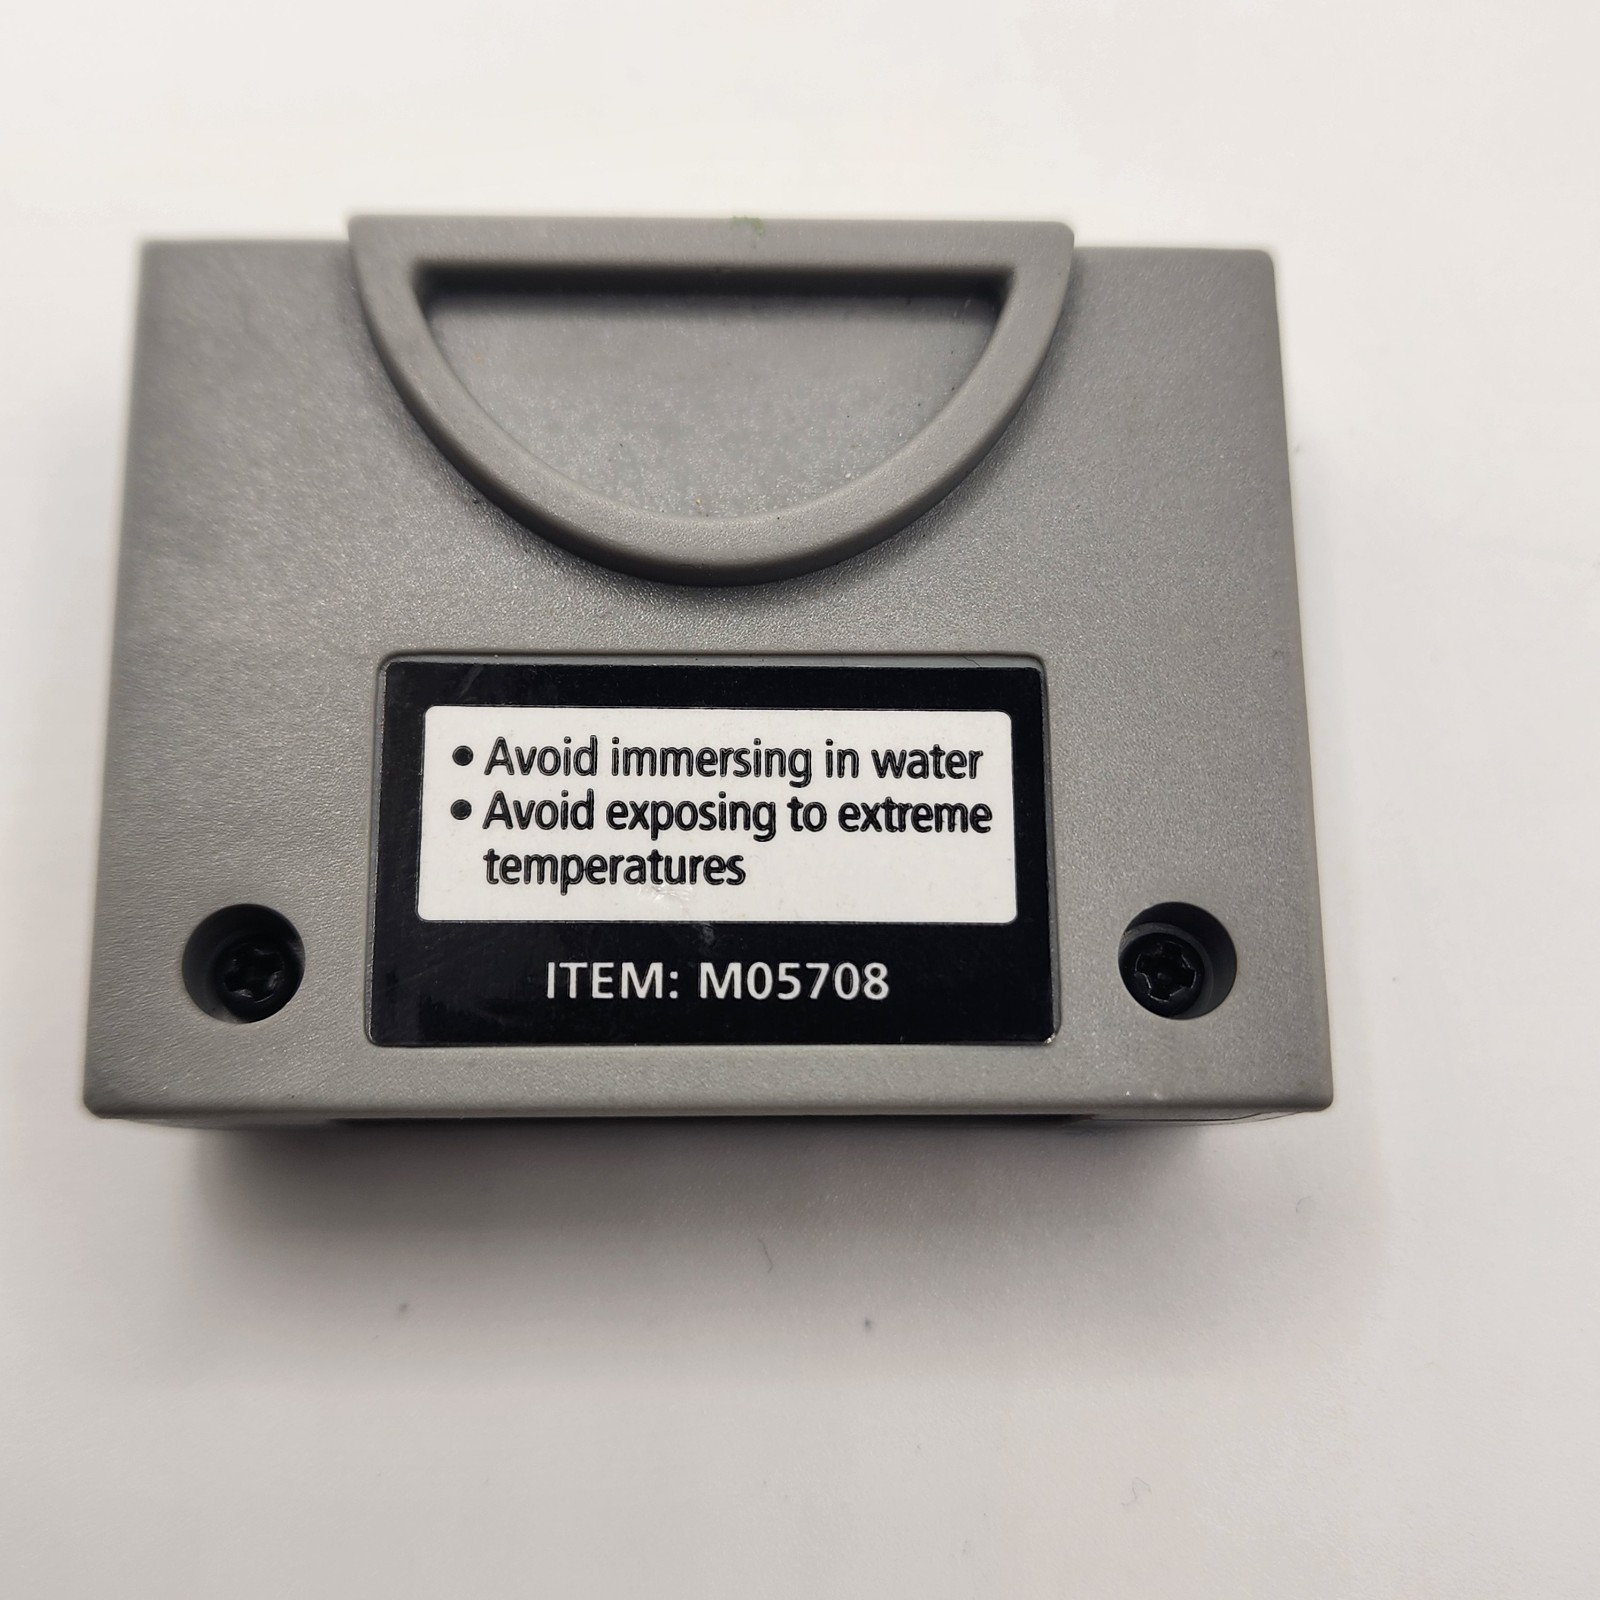 • Avoid immersing in water
• Avoid exposing to extreme
temperatures
ITEM: M05708